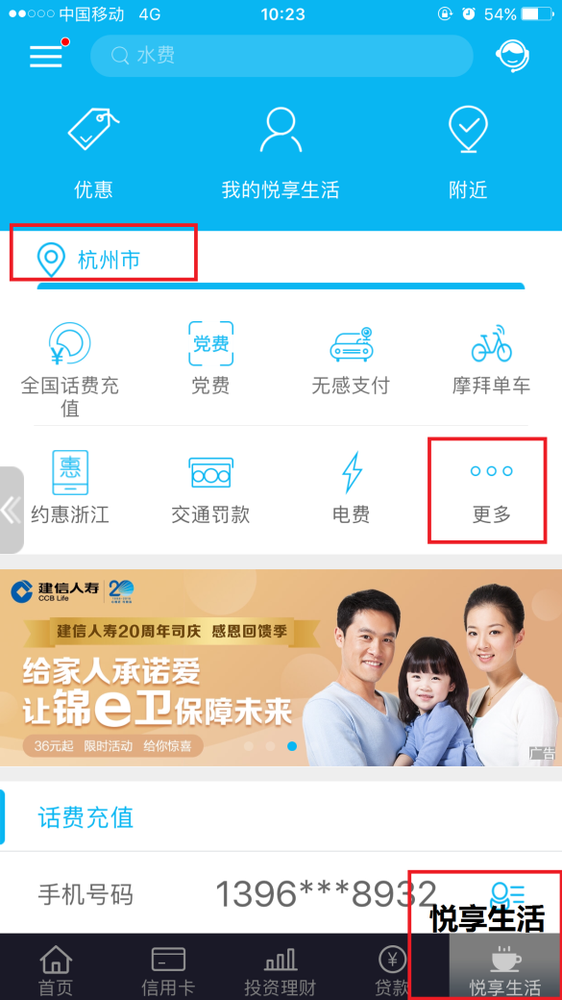 中国移动 4G 10:23 54%
水费
优惠 我的悦享生活 附近
杭州市
全国话费充值 党费 党费 无感支付 摩拜单车
惠 约惠浙江 交通罚款 电费 更多
建信人寿
CCB Life
20
建信人寿20周年司庆 感恩回馈季
给家人承诺爱
让锦e卫保障未来
36元起 限时活动 给你惊喜
广告
话费充值
手机号码 1396***8932
悦享生活
首页 信用卡 投资理财 贷款 悦享生活